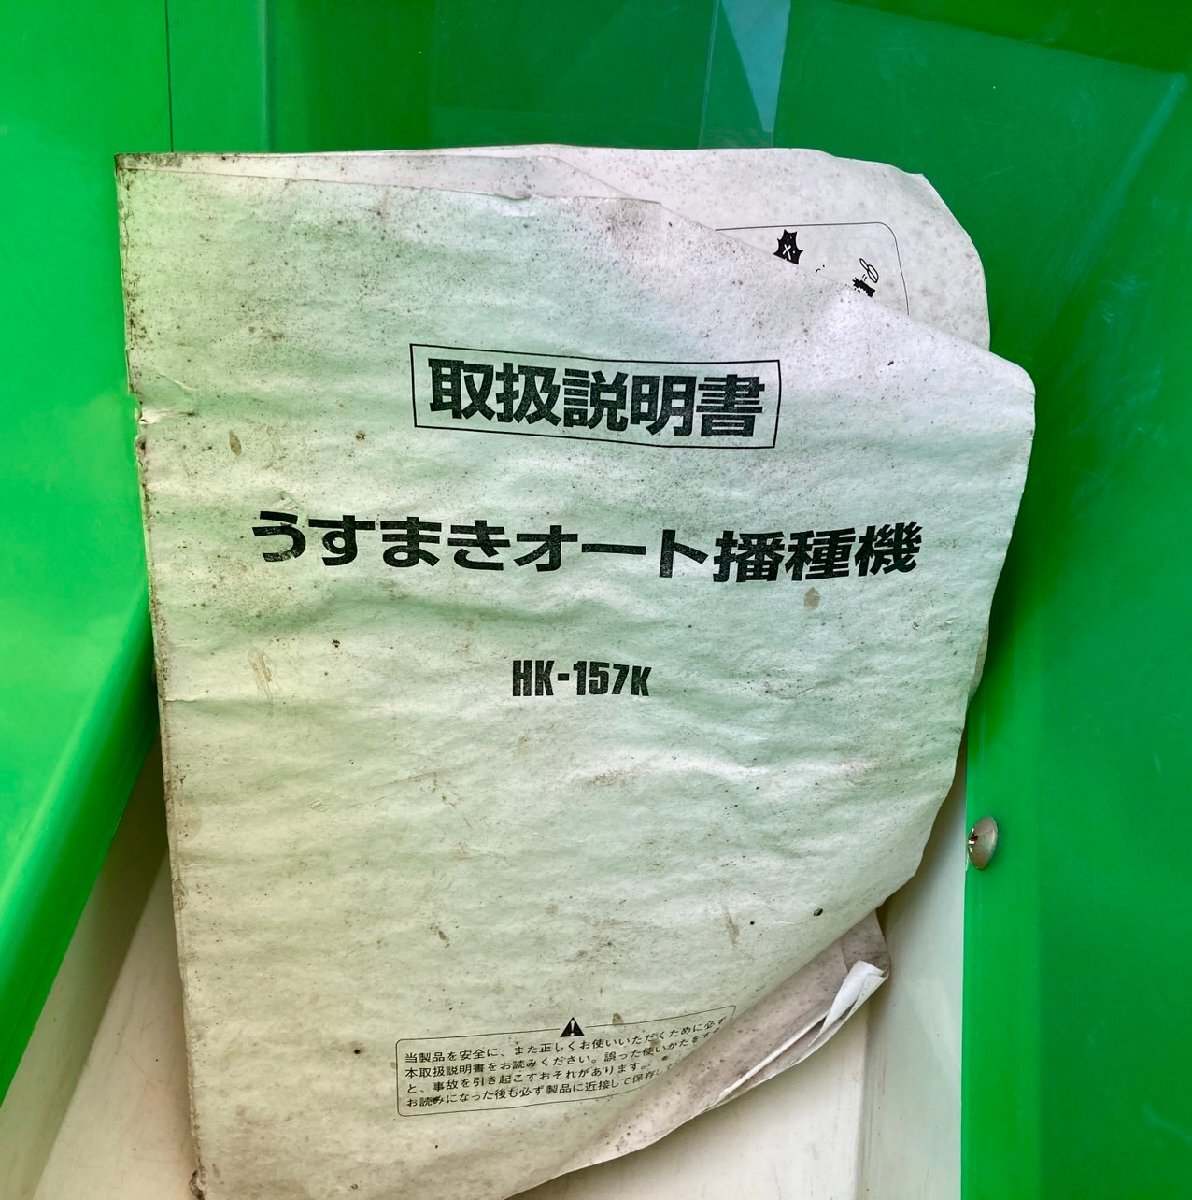 取扱説明書
うすまきオート播種機
HK-157K
当製品を安全に、また正しくお使いいただくために必ず
本取扱説明書をお読みください。誤った使いかたをする
と、事故を引き起こすおそれがあります。
お読みになった後も必ず製品に近接して保存して